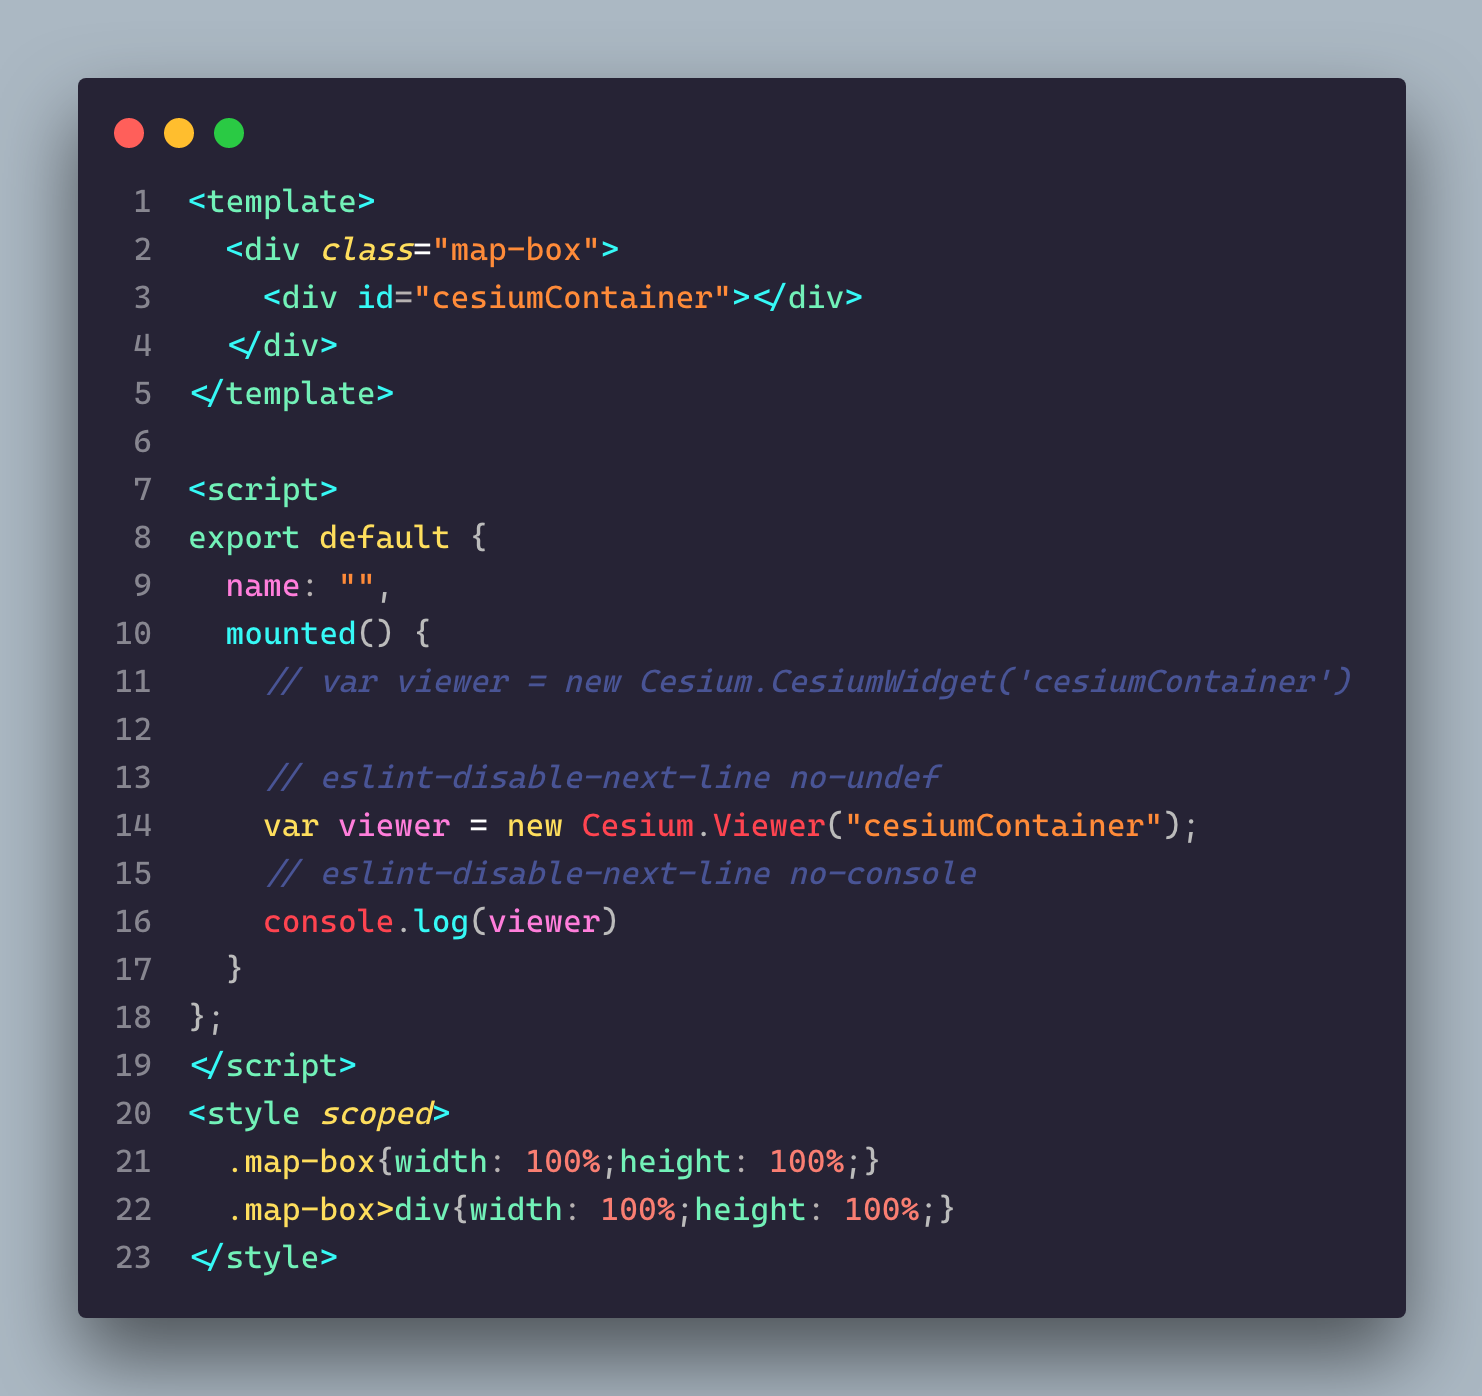 1 <template>
2   <div class="map-box">
3     <div id="cesiumContainer"></div>
4   </div>
5 </template>
6
7 <script>
8 export default {
9   name: "",
10   mounted() {
11     // var viewer = new Cesium.CesiumWidget('cesiumContainer')
12
13     // eslint-disable-next-line no-undef
14     var viewer = new Cesium.Viewer("cesiumContainer");
15     // eslint-disable-next-line no-console
16     console.log(viewer)
17   }
18 };
19 </script>
20 <style scoped>
21   .map-box{width: 100%;height: 100%;}
22   .map-box>div{width: 100%;height: 100%;}
23 </style>